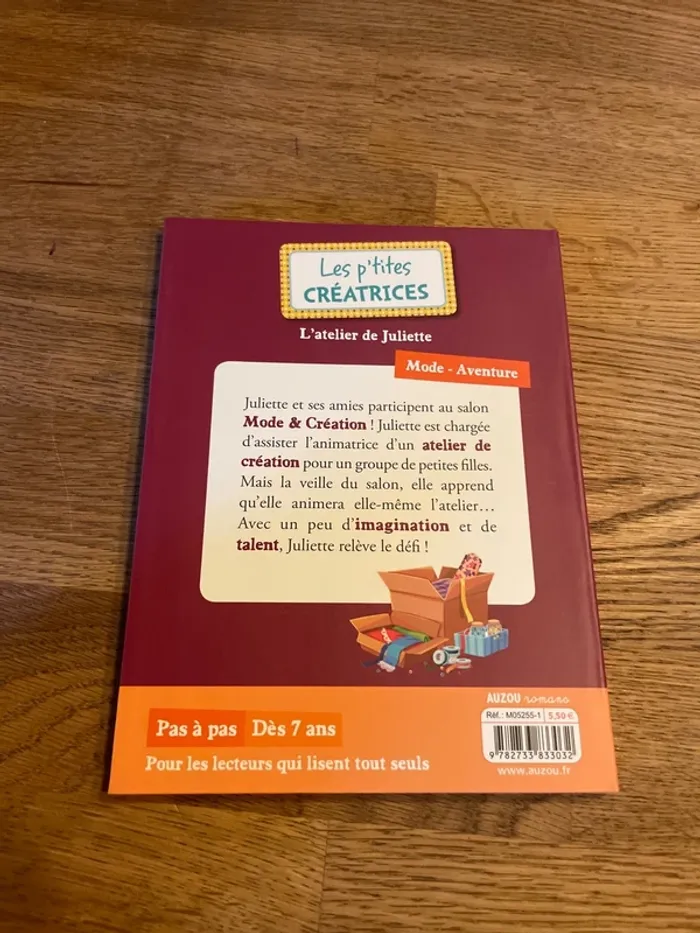 Les p'tites
CRÉATRICES
L'atelier de Juliette
Mode - Aventure
Juliette et ses amies participent au salon
Mode & Création ! Juliette est chargée
d'assister l'animatrice d'un atelier de
création pour un groupe de petites filles.
Mais la veille du salon, elle apprend
qu'elle animera elle-même l'atelier...
Avec un peu d'imagination et de
talent, Juliette relève le défi !
AUZOU romans
Réf.: M05255-1 5,50 €
9 782733 833032
www.auzou.fr
Pas à pas Dès 7 ans
Pour les lecteurs qui lisent tout seuls